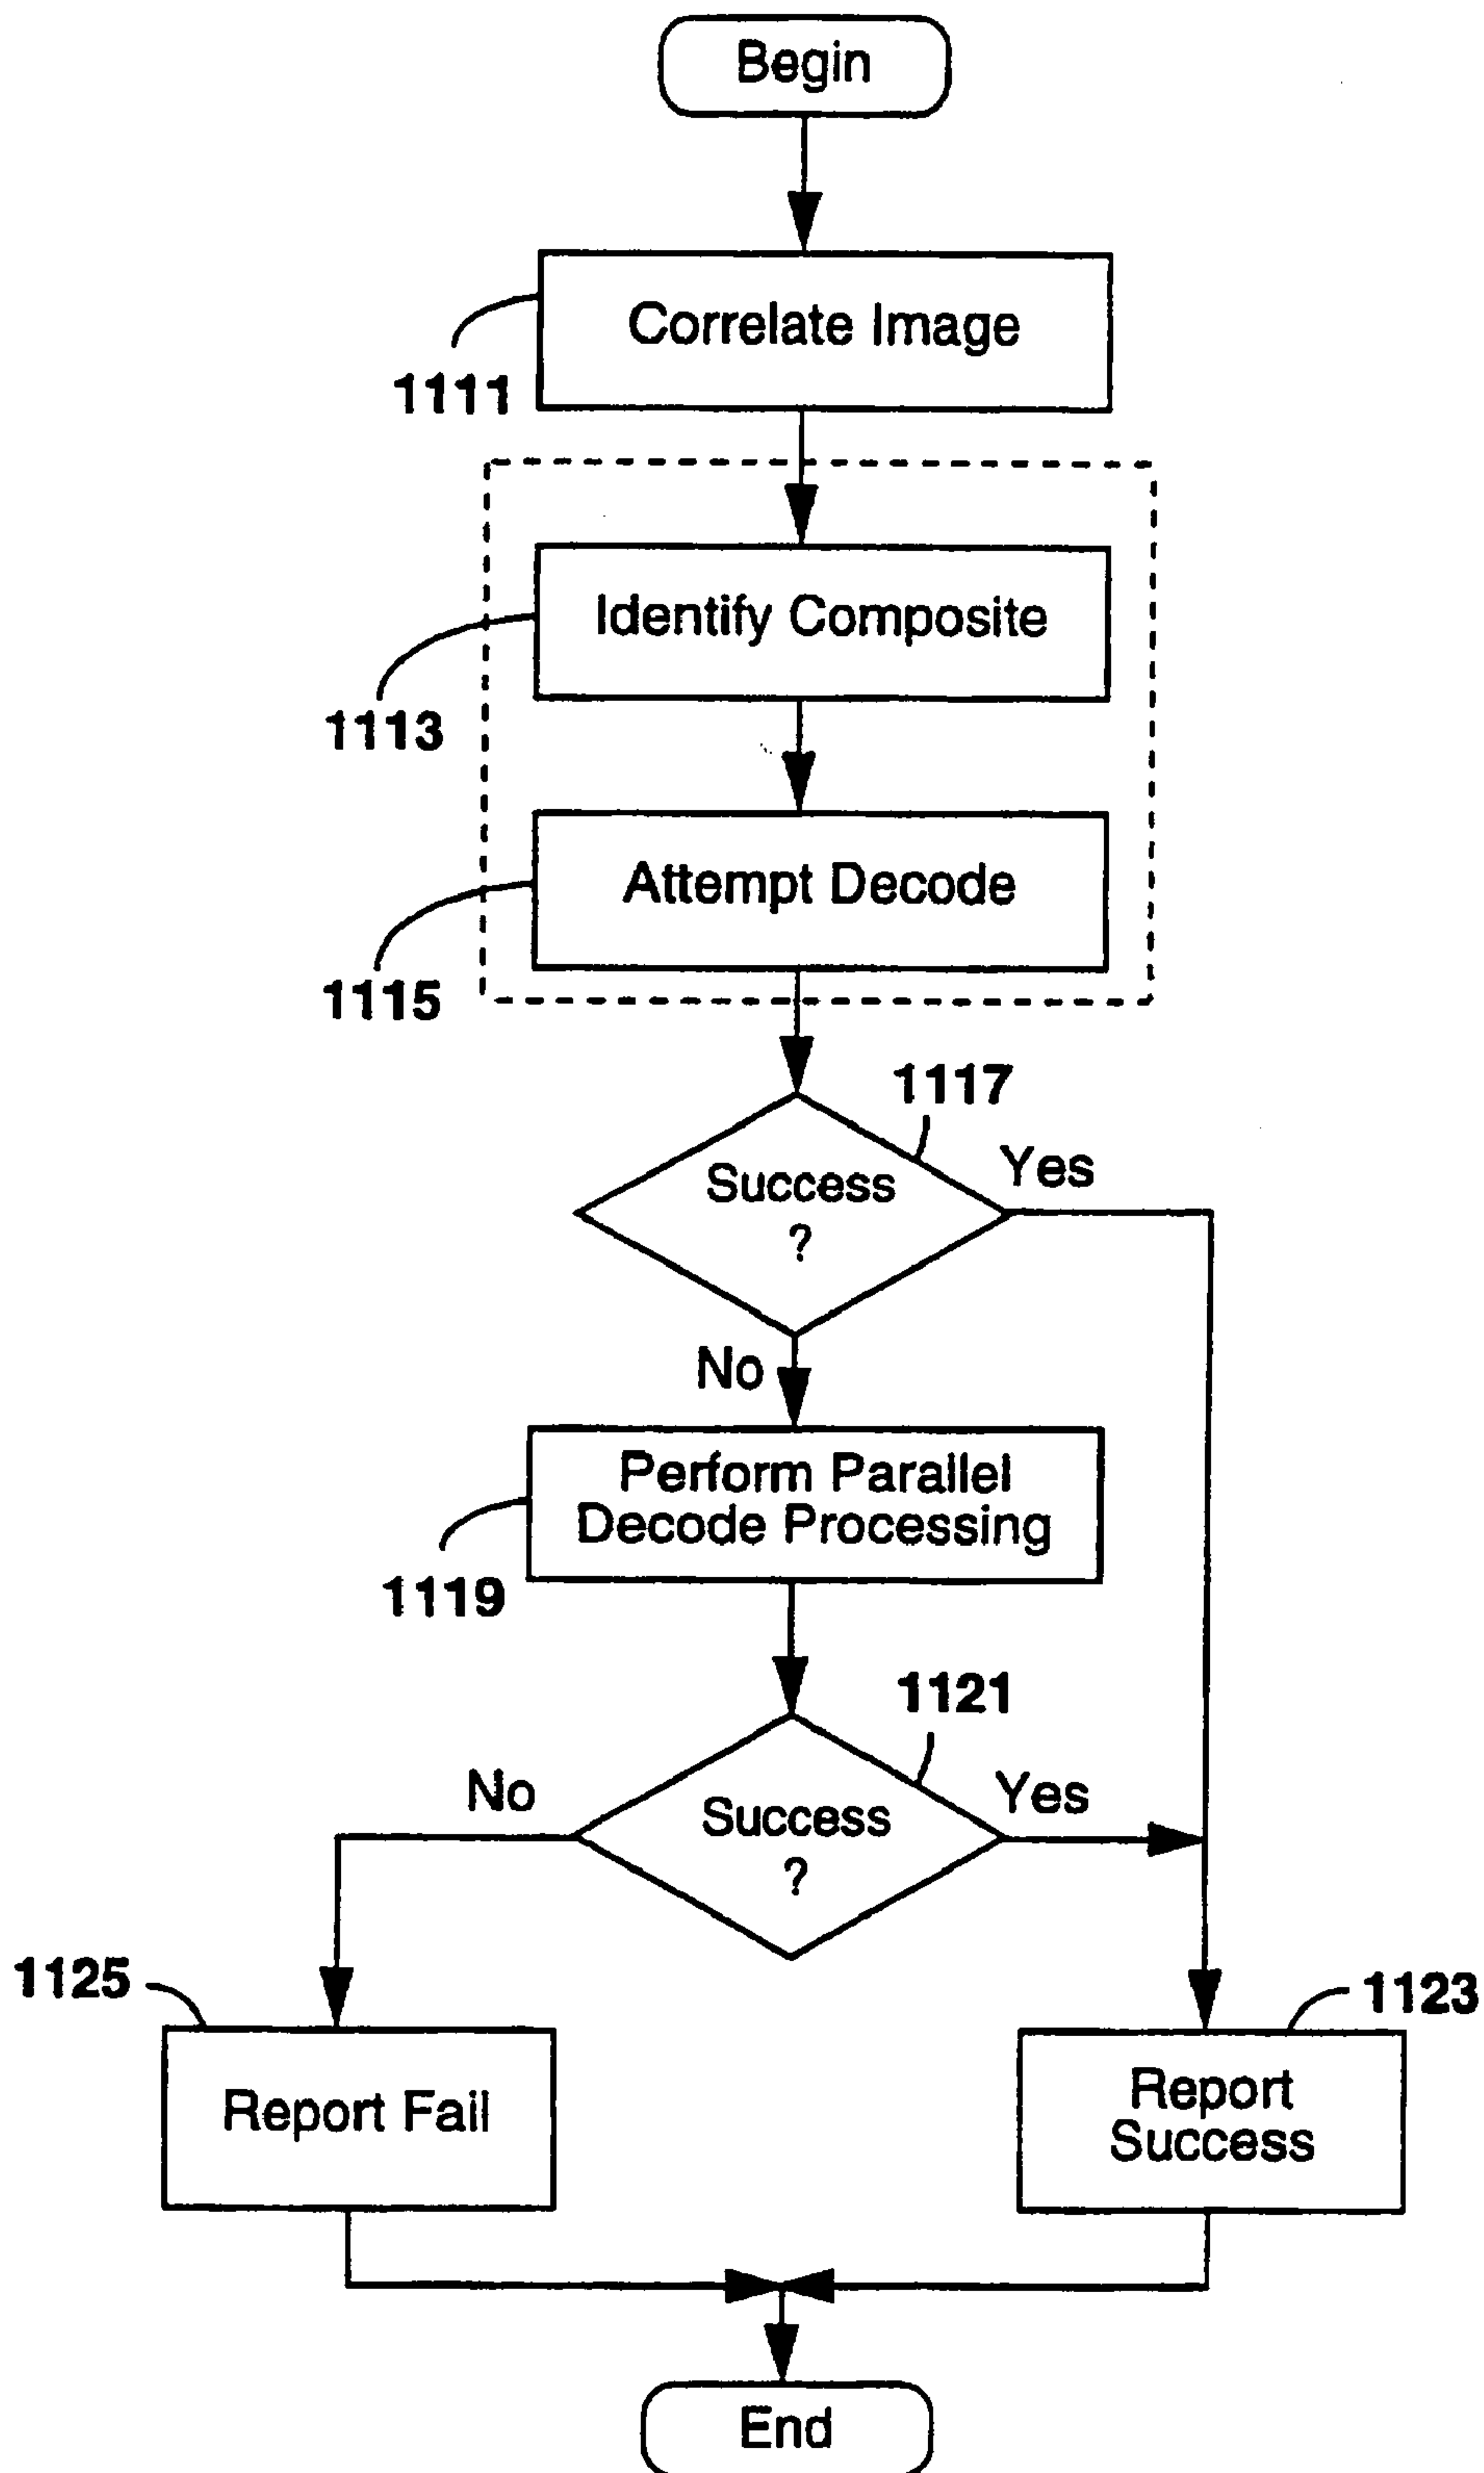 Begin
Correlate Image
1111
Identify Composite
1113
Attempt Decode
1115
1117
Success
?
Yes
No
Perform Parallel
Decode Processing
1119
1121
No
Success
?
Yes
1125
1123
Report Fail
Report
Success
End